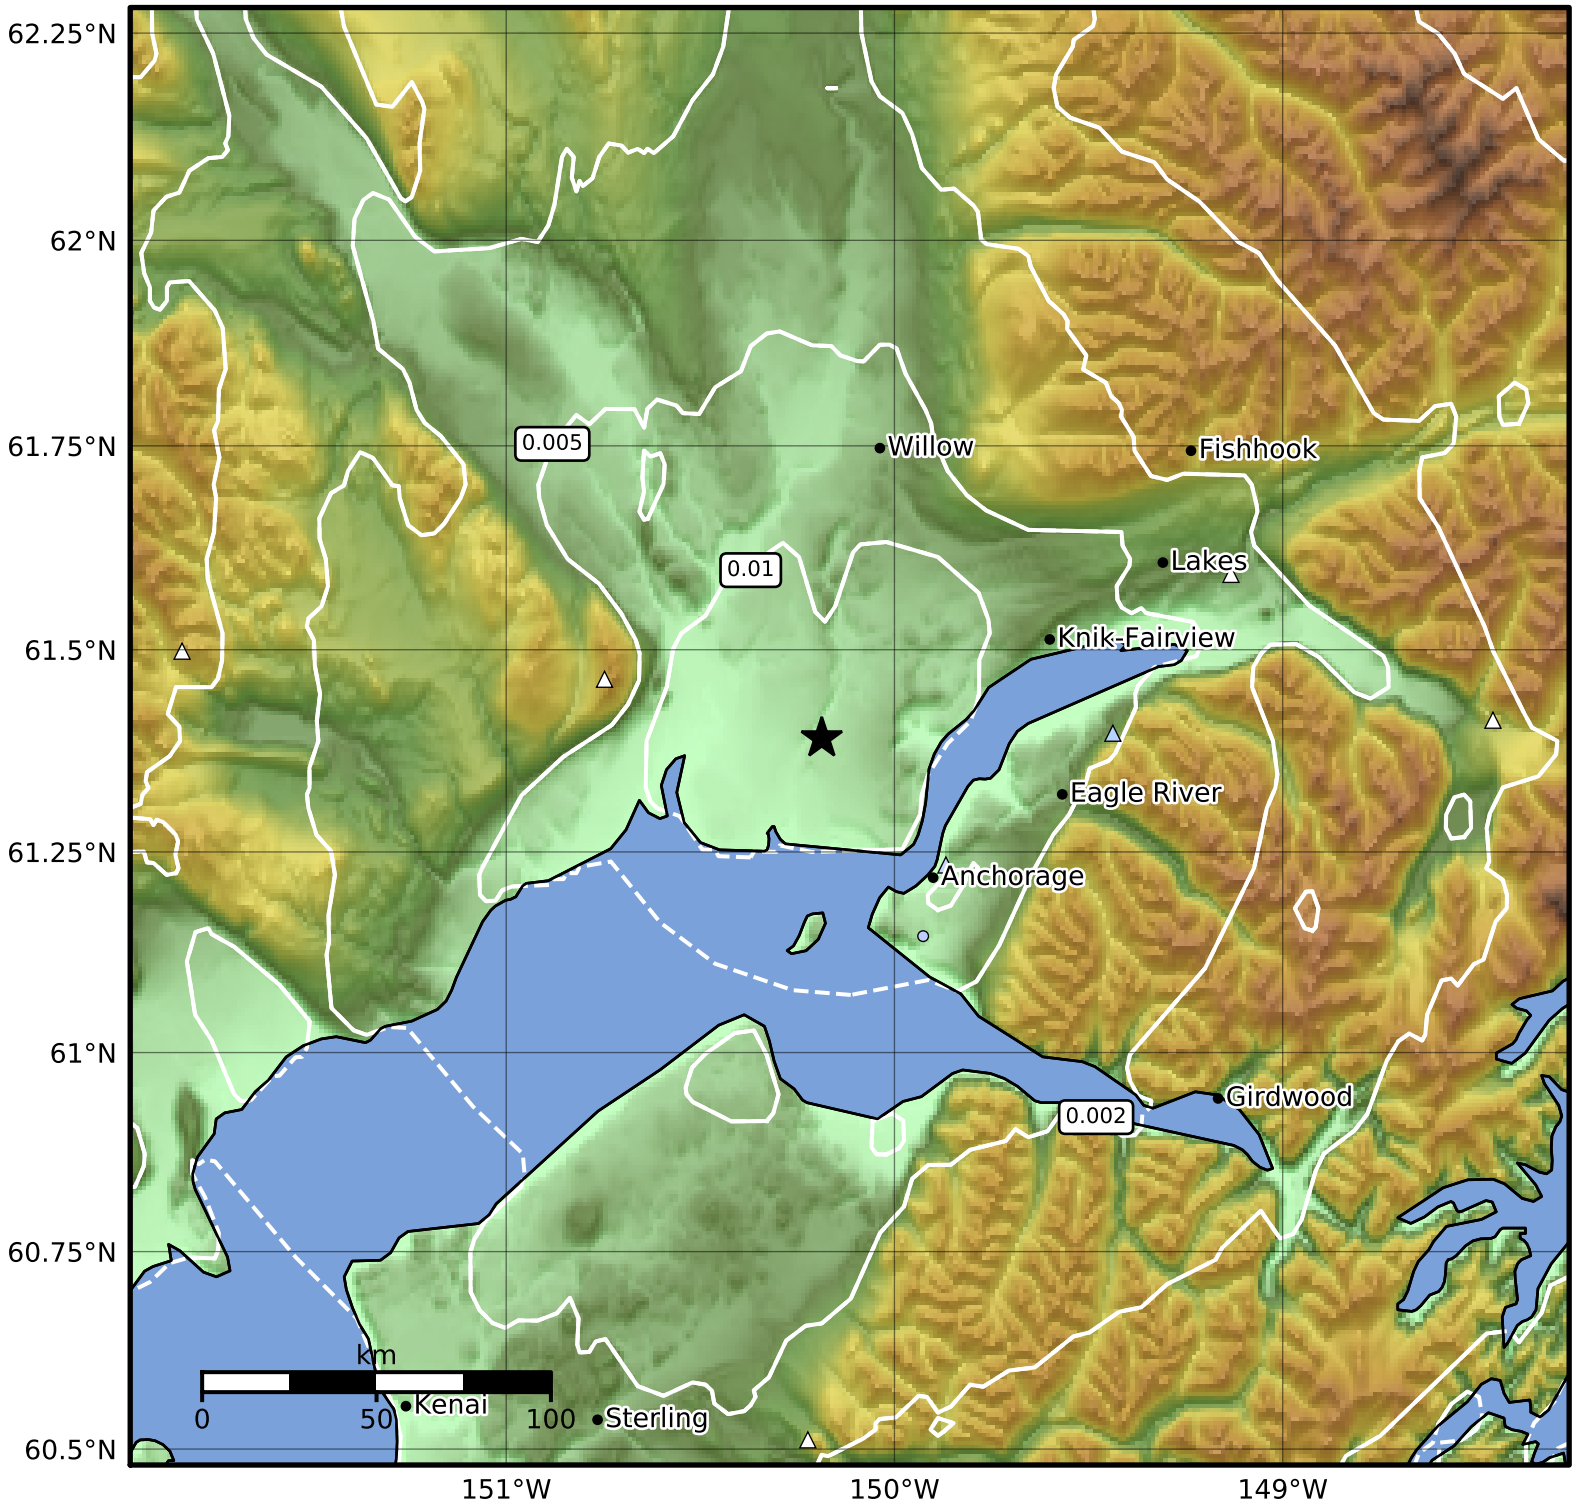 62.25°N
62°N
61.75°N
61.5°N
61.25°N
61°N
60.75°N
60.5°N
0.005
Willow
Fishhook
0.01
Lakes
Knik-Fairview
Eagle River
Anchorage
Girdwood
0.002
km
0
50
100
Kenai
Sterling
151°W
150°W
149°W